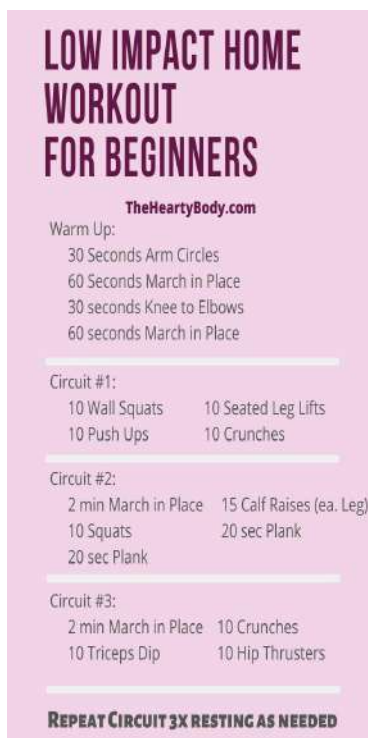 LOW IMPACT HOME
WORKOUT
FOR BEGINNERS
TheHeartyBody.com
Warm Up:
30 Seconds Arm Circles
60 Seconds March in Place
30 seconds Knee to Elbows
60 seconds March in Place
Circuit #1:
10 Wall Squats 10 Seated Leg Lifts
10 Push Ups 10 Crunches
Circuit #2:
2 min March in Place 15 Calf Raises (ea. Leg)
10 Squats 20 sec Plank
20 sec Plank
Circuit #3:
2 min March in Place 10 Crunches
10 Triceps Dip 10 Hip Thrusters
REPEAT CIRCUIT 3X RESTING AS NEEDED